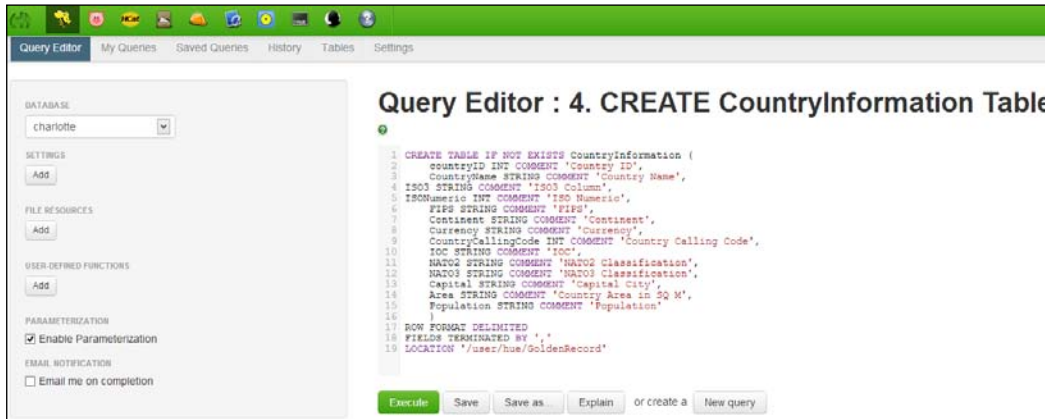 HCat
Query Editor My Queries Saved Queries History Tables Settings
DATABASE
charlotte
SETTINGS
Add
FILE RESOURCES
Add
USER-DEFINED FUNCTIONS
Add
PARAMETERIZATION
Enable Parameterization
EMAIL NOTIFICATION
Email me on completion
Query Editor : 4. CREATE CountryInformation Table
1 CREATE TABLE IF NOT EXISTS CountryInformation (
2 countryID INT COMMENT 'Country ID',
3 CountryName STRING COMMENT 'Country Name',
4 ISO3 STRING COMMENT 'ISO3 Column',
5 ISONumeric INT COMMENT 'ISO Numeric',
6 FIPS STRING COMMENT 'FIPS',
7 Continent STRING COMMENT 'Continent',
8 Currency STRING COMMENT 'Currency',
9 CountryCallingCode INT COMMENT 'Country Calling Code',
10 IOC STRING COMMENT 'IOC',
11 NATO2 STRING COMMENT 'NATO2 Classification',
12 NATO3 STRING COMMENT 'NATO3 Classification',
13 Capital STRING COMMENT 'Capital City',
14 Area STRING COMMENT 'Country Area in SQ M',
15 Population STRING COMMENT 'Population'
16 )
17 ROW FORMAT DELIMITED
18 FIELDS TERMINATED BY ','
19 LOCATION '/user/hue/GoldenRecord'
Execute Save Save as... Explain or create a New query